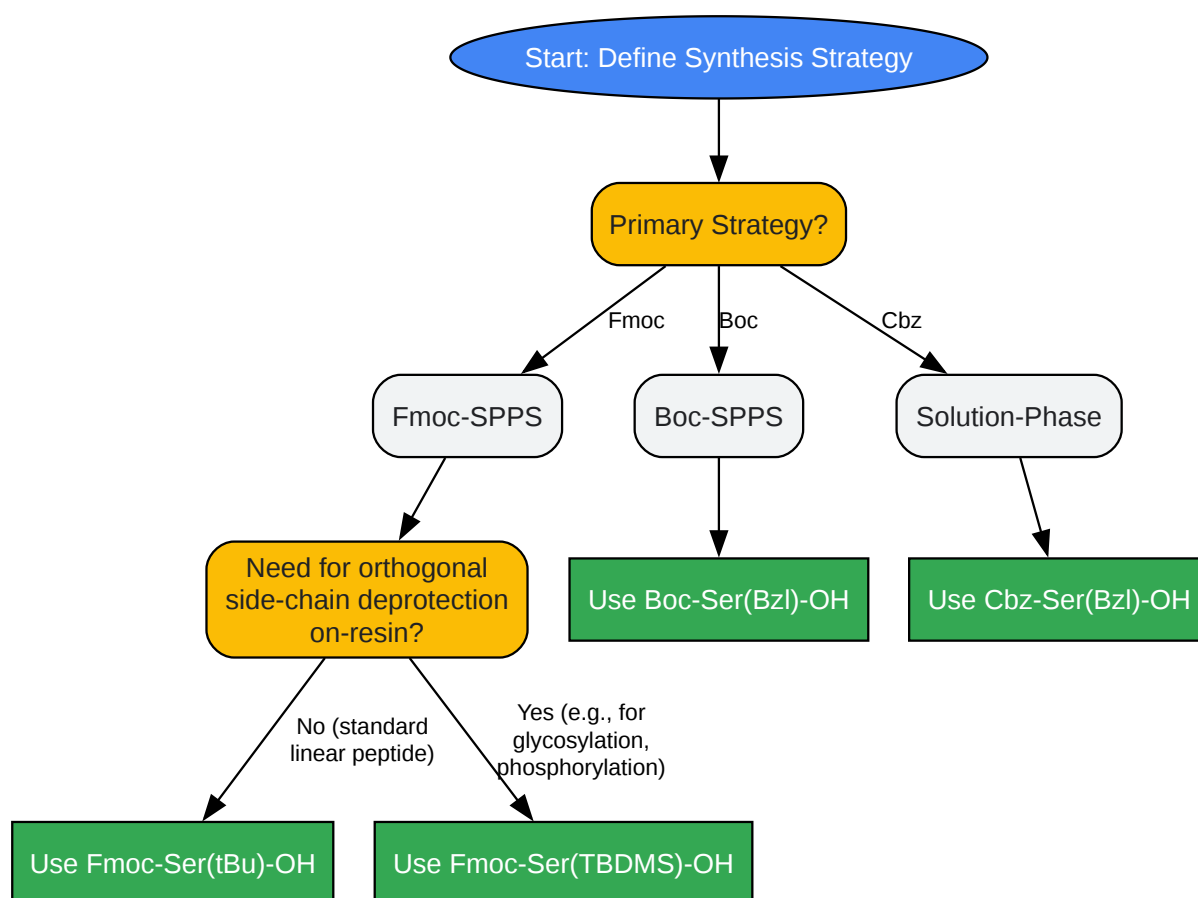 Start: Define Synthesis Strategy
Primary Strategy?
Fmoc
Boc
Cbz
Fmoc-SPPS
Boc-SPPS
Solution-Phase
Need for orthogonal
side-chain deprotection
on-resin?
Use Boc-Ser(Bzl)-OH
Use Cbz-Ser(Bzl)-OH
No (standard
linear peptide)
Yes (e.g., for
glycosylation,
phosphorylation)
Use Fmoc-Ser(tBu)-OH
Use Fmoc-Ser(TBDMS)-OH